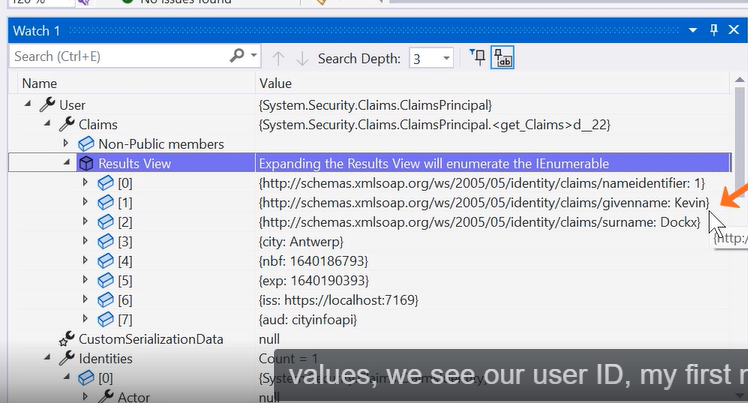 No issues found
Watch 1
Search (Ctrl+E) Search Depth: 3
Name Value
User {System.Security.Claims.ClaimsPrincipal}
Claims {System.Security.Claims.ClaimsPrincipal.<get_Claims>d__22}
Non-Public members
Results View Expanding the Results View will enumerate the IEnumerable
[0] {http://schemas.xmlsoap.org/ws/2005/05/identity/claims/nameidentifier: 1}
[1] {http://schemas.xmlsoap.org/ws/2005/05/identity/claims/givenname: Kevin}
[2] {http://schemas.xmlsoap.org/ws/2005/05/identity/claims/surname: Dockx}
{http:/
[3] {city: Antwerp}
[4] {nbf: 1640186793}
[5] {exp: 1640190393}
[6] {iss: https://localhost:7169}
[7] {aud: cityinfoapi}
CustomSerializationData null
Identities Count = 1
[0]
Actor null
values, we see our user ID, my first